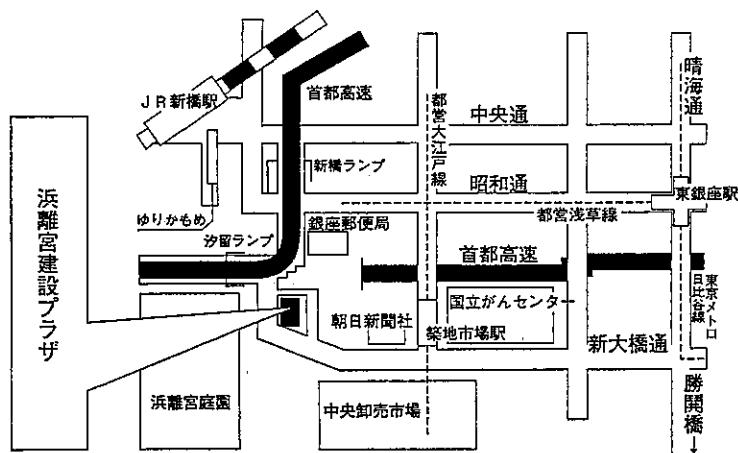 浜離宮建設プラザ
JR新橋駅
首都高速
都営大江戸線
中央通
晴海通
新橋ランプ
昭和通
東銀座駅
ゆりかもめ
都営浅草線
汐留ランプ
銀座郵便局
首都高速
東京メトロ
日比谷線
国立がんセンター
朝日新聞社
築地市場駅
新大橋通
浜離宮庭園
中央卸売市場
勝鬨橋